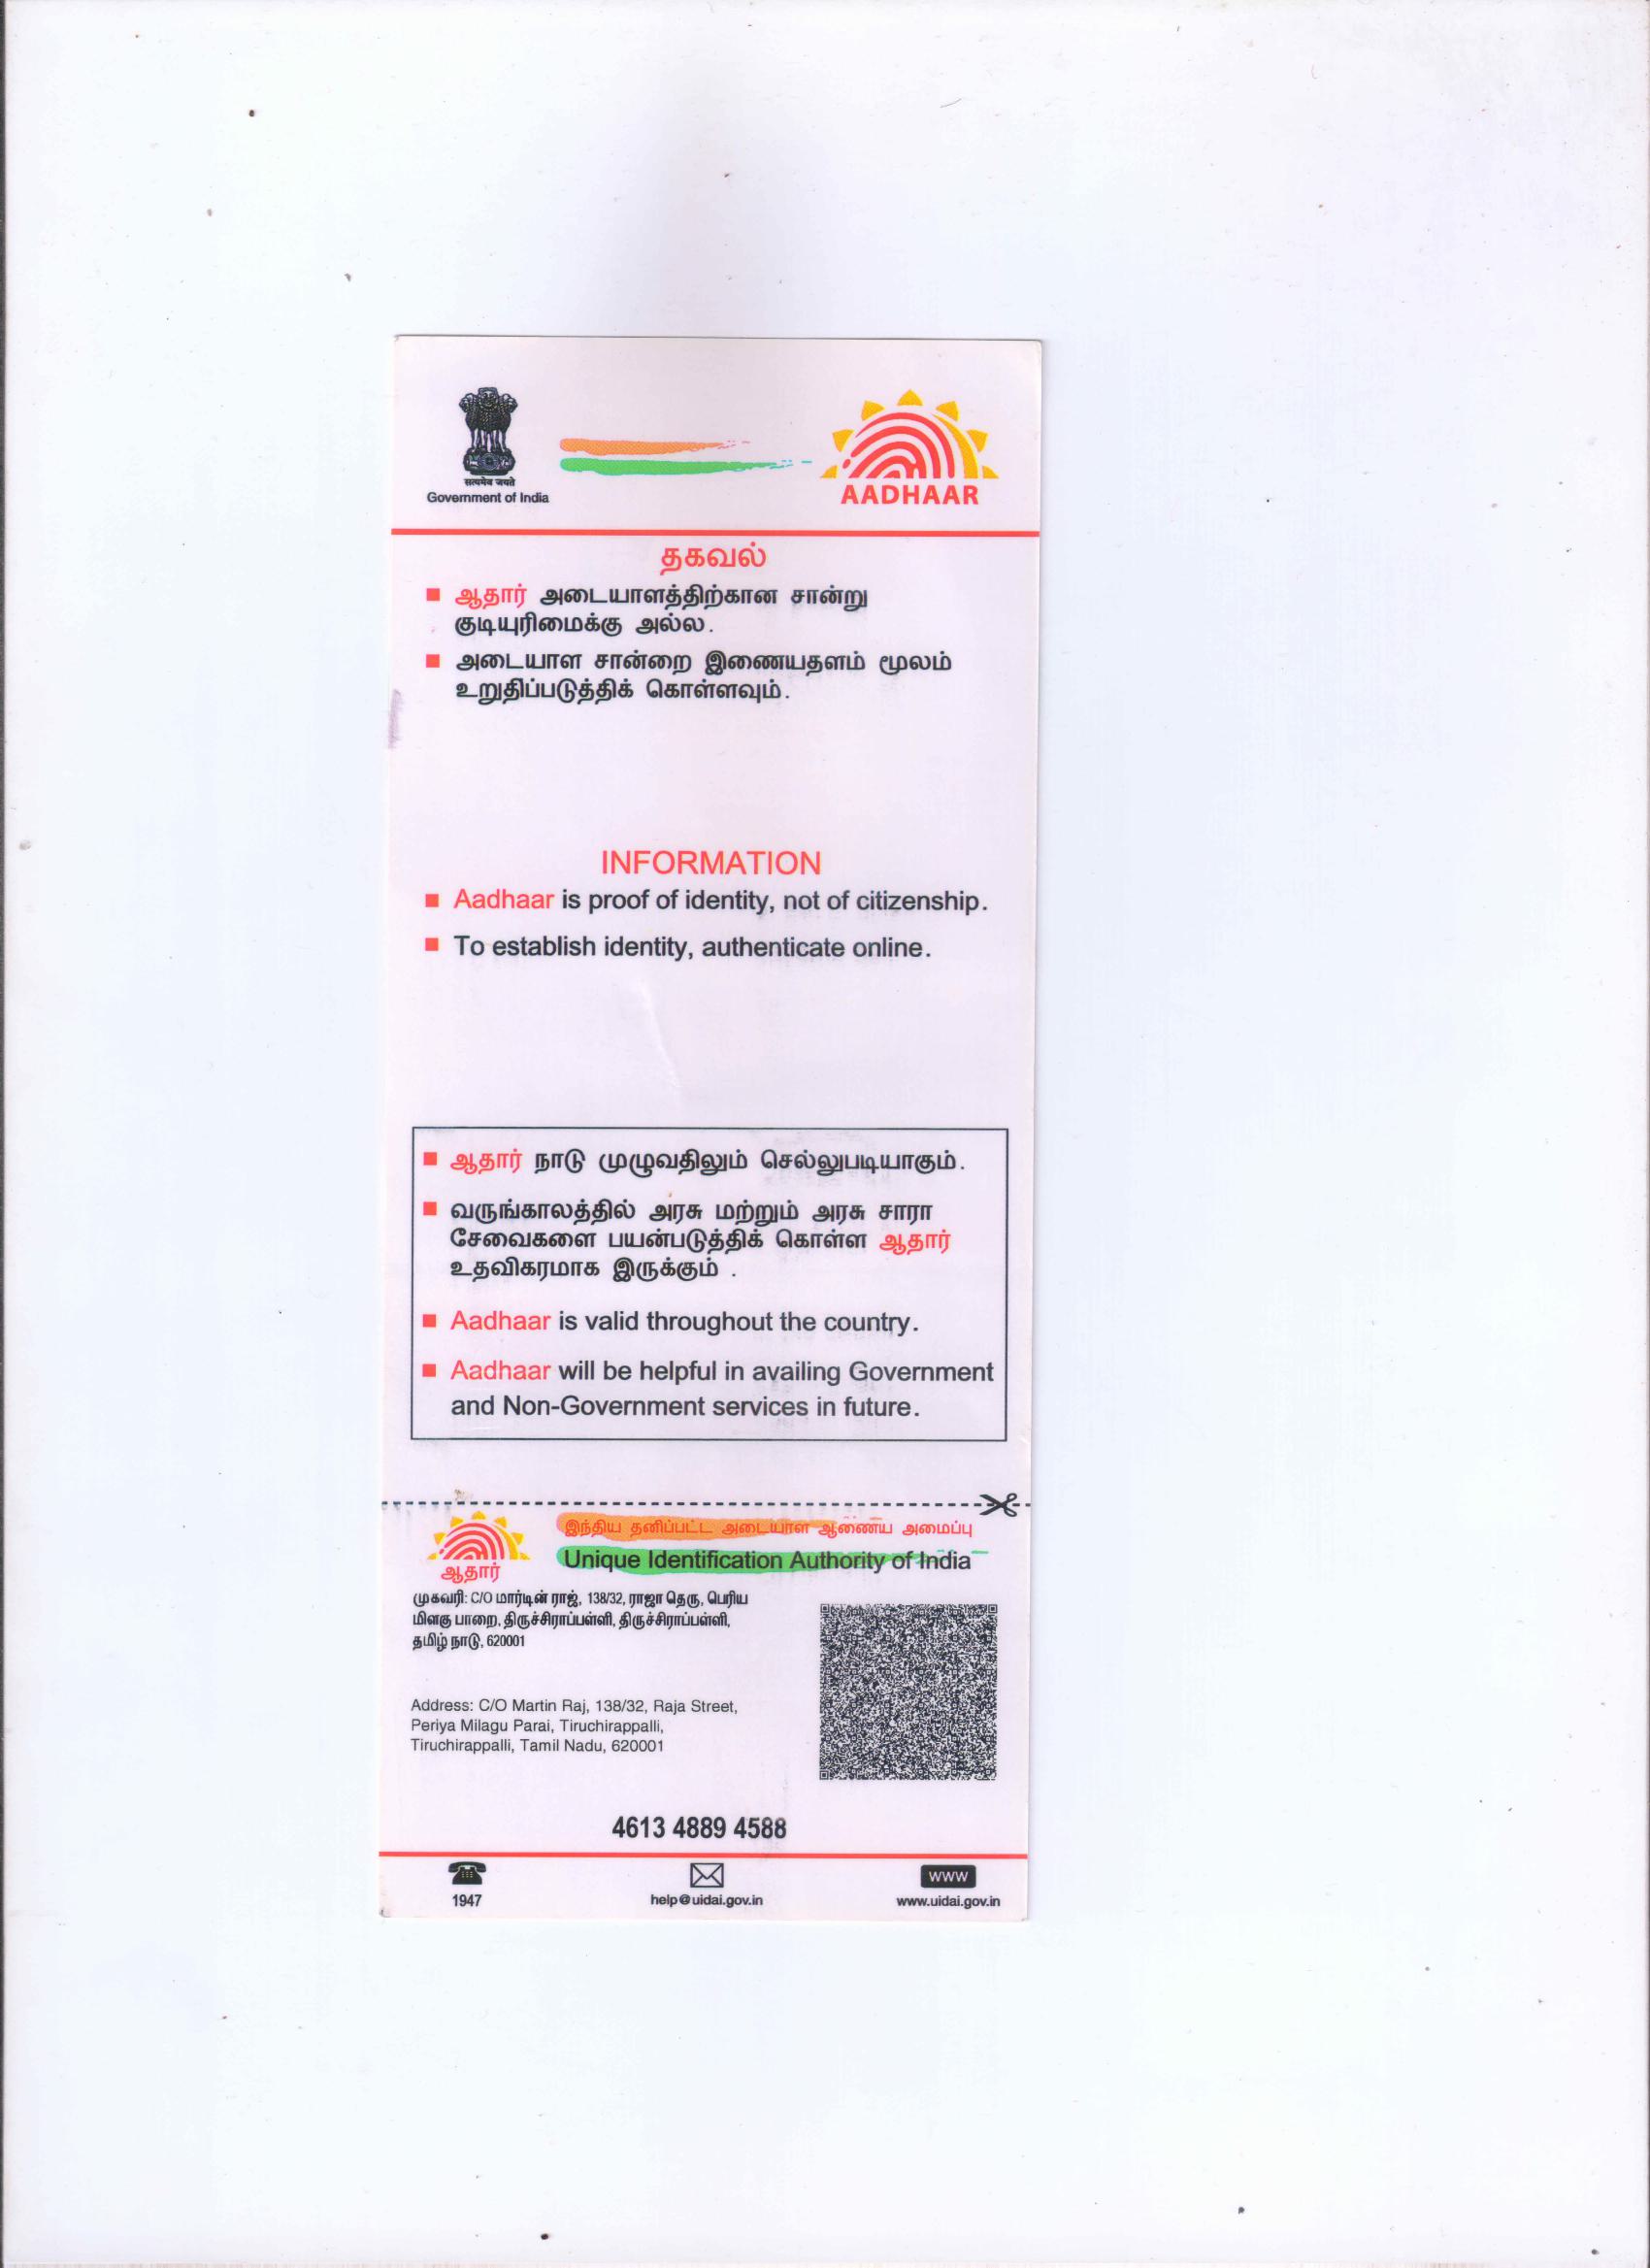 सत्यमेव जयते
Government of India
AADHAAR
தகவல்
ஆதார் அடையாளத்திற்கான சான்று
குடியுரிமைக்கு அல்ல.
அடையாள சான்றை இணையதளம் மூலம்
உறுதிப்படுத்திக் கொள்ளவும்.
INFORMATION
Aadhaar is proof of identity, not of citizenship.
To establish identity, authenticate online.
ஆதார் நாடு முழுவதிலும் செல்லுபடியாகும்.
வருங்காலத்தில் அரசு மற்றும் அரசு சாரா
சேவைகளை பயன்படுத்திக் கொள்ள ஆதார்
உதவிகரமாக இருக்கும் .
Aadhaar is valid throughout the country.
Aadhaar will be helpful in availing Government
and Non-Government services in future.
இந்திய தனிப்பட்ட அடையாள ஆணைய அமைப்பு
Unique Identification Authority of India
ஆதார்
முகவரி: C/O மார்டின் ராஜ், 138/32, ராஜா தெரு, பெரிய
மிளகு பாறை, திருச்சிராப்பள்ளி, திருச்சிராப்பள்ளி,
தமிழ் நாடு, 620001
Address: C/O Martin Raj, 138/32, Raja Street,
Periya Milagu Parai, Tiruchirappalli,
Tiruchirappalli, Tamil Nadu, 620001
4613 4889 4588
WWW
1947
help@uidai.gov.in
www.uidai.gov.in